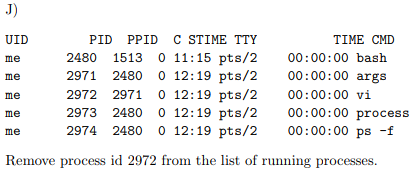 J)
UID PID PPID C STIME TTY TIME CMD
me 2480 1513 0 11:15 pts/2 00:00:00 bash
me 2971 2480 0 12:19 pts/2 00:00:00 args
me 2972 2971 0 12:19 pts/2 00:00:00 vi
me 2973 2480 0 12:19 pts/2 00:00:00 process
me 2974 2480 0 12:19 pts/2 00:00:00 ps -f
Remove process id 2972 from the list of running processes.